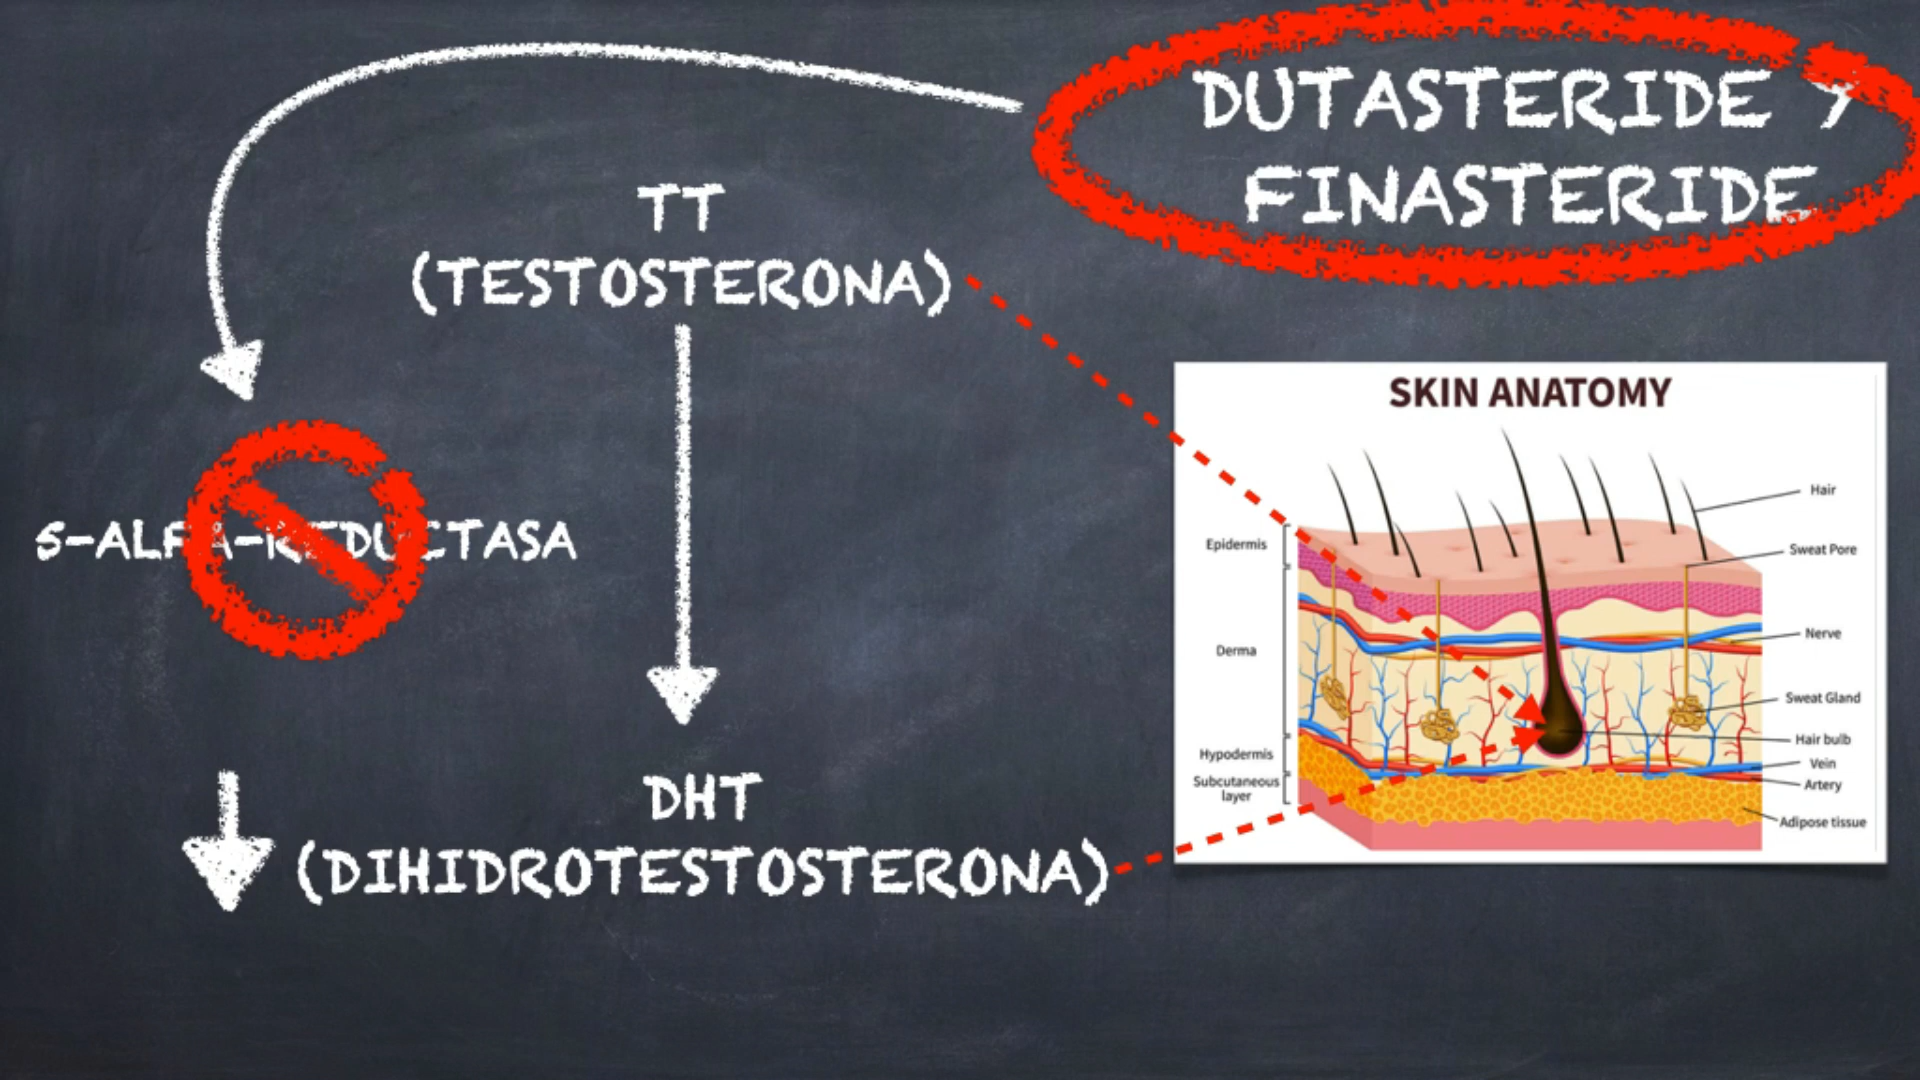 DUTASTERIDE Y
FINASTERIDE
TT
(TESTOSTERONA)
5-ALFA-REDUCTASA
DHT
(DIHIDROTESTOSTERONA)
SKIN ANATOMY
Hair
Epidermis
Sweat Pore
Nerve
Derma
Sweat Gland
Hair bulb
Hypodermis
Vein
Subcutaneous
layer
Artery
Adipose tissue